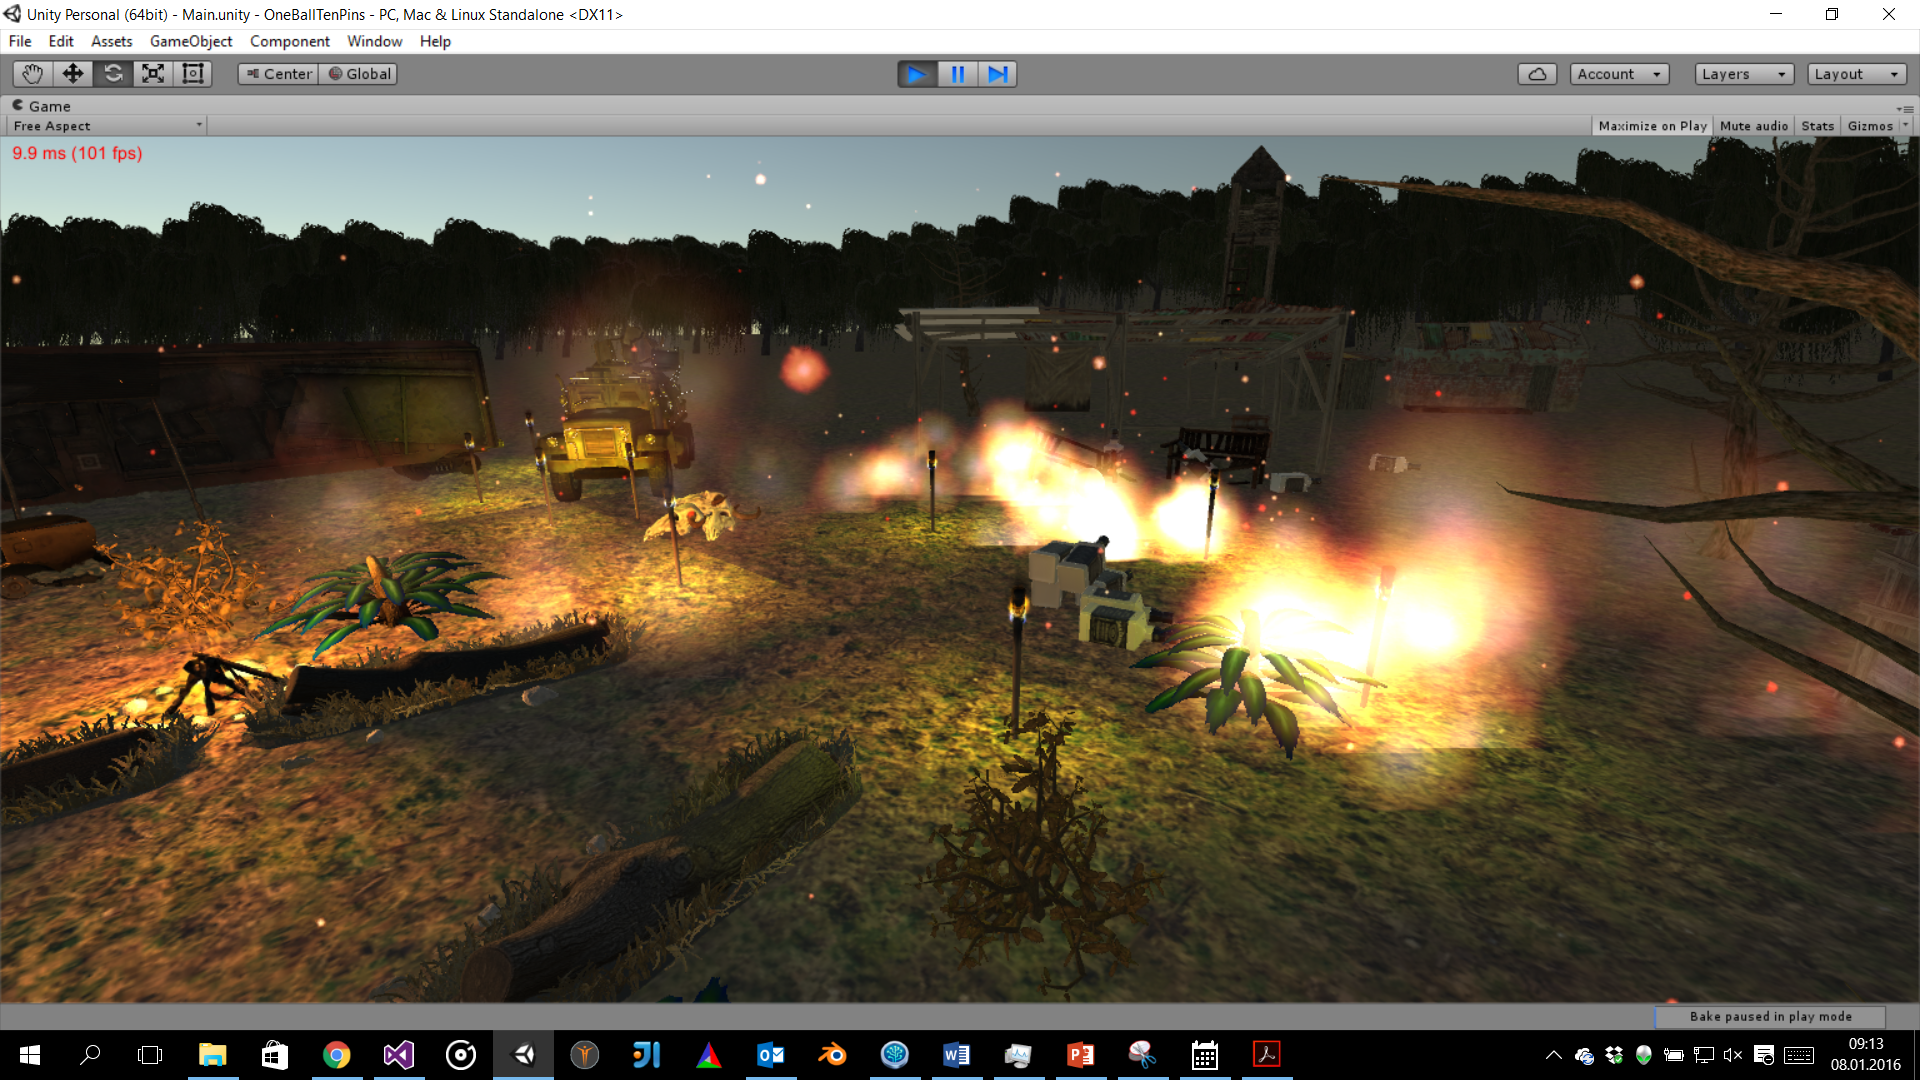 Unity Personal (64bit) - Main.unity - OneBallTenPins - PC, Mac & Linux Standalone <DX11>
File Edit Assets GameObject Component Window Help
Center Global Account Layers Layout
Game
Free Aspect Maximize on Play Mute audio Stats Gizmos
9.9 ms (101 fps)
Bake paused in play mode
09:13
08.01.2016